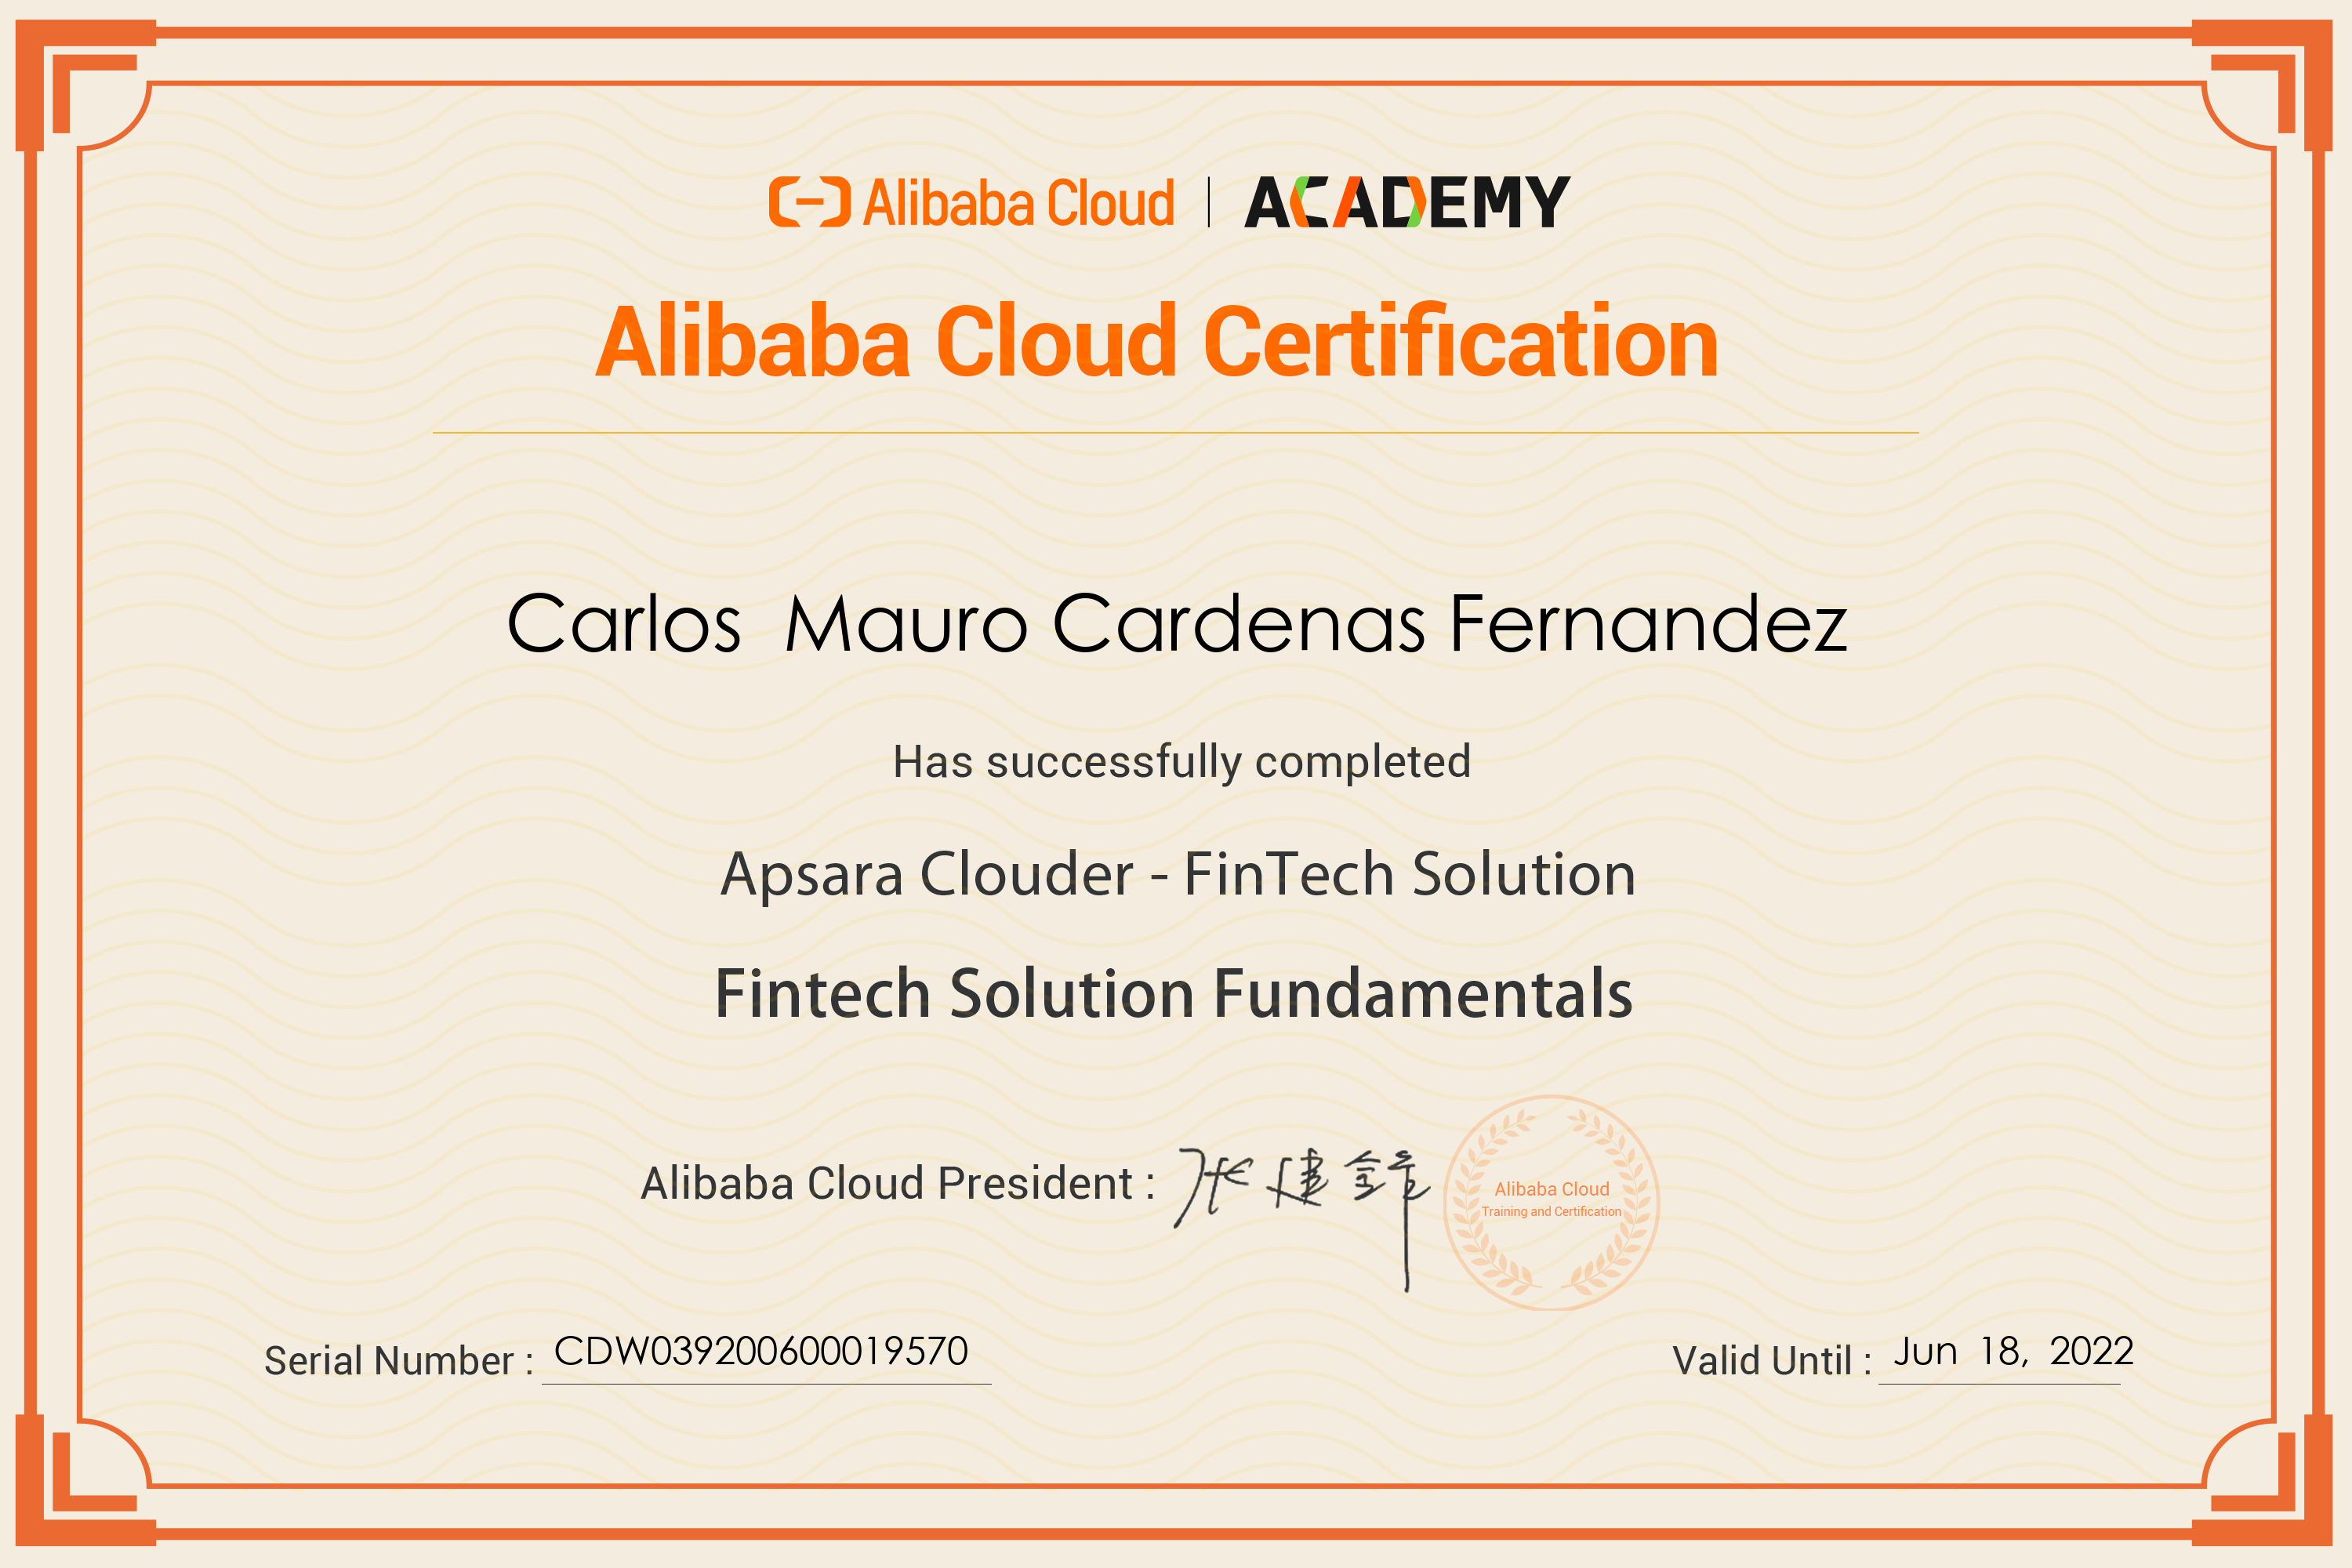 Alibaba Cloud | ACADEMY
Alibaba Cloud Certification
Carlos  Mauro Cardenas Fernandez
Has successfully completed
Apsara Clouder - FinTech Solution
Fintech Solution Fundamentals
Alibaba Cloud President : 张建锋
Alibaba Cloud
Training and Certification
Serial Number : CDW039200600019570
Valid Until : Jun 18, 2022